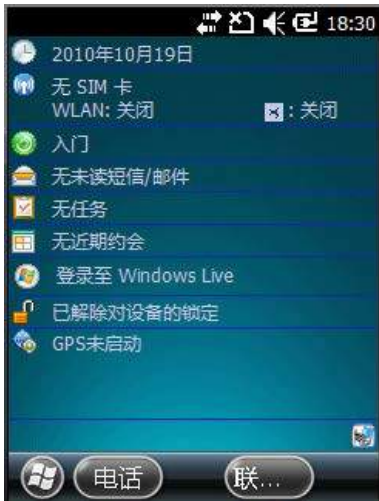 18:30
2010年10月19日
无 SIM 卡
WLAN: 关闭 : 关闭
入门
无未读短信/邮件
无任务
无近期约会
登录至 Windows Live
已解除对设备的锁定
GPS未启动
电话 联...